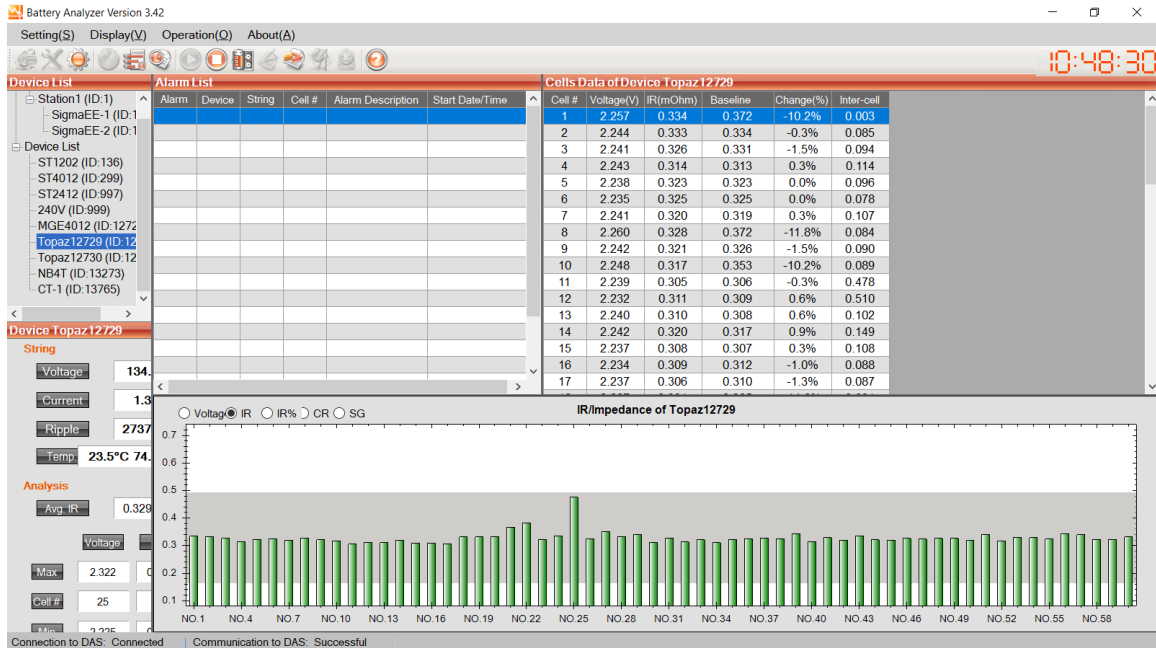 Battery Analyzer Version 3.42
Setting(S) Display(V) Operation(O) About(A)
10:48:30
Device List
Station1 (ID:1)
SigmaEE-1 (ID:1
SigmaEE-2 (ID:1
Device List
ST1202 (ID:136)
ST4012 (ID:299)
ST2412 (ID:997)
240V (ID:999)
MGE4012 (ID:1272
Topaz12729 (ID:12
Topaz12730 (ID:12
NB4T (ID:13273)
CT-1 (ID:13765)
Alarm List
Alarm Device String Cell # Alarm Description Start Date/Time
Cells Data of Device Topaz12729
Cell # Voltage(V) IR(mOhm) Baseline Change(%) Inter-cell
1 2.257 0.334 0.372 -10.2% 0.003
2 2.244 0.333 0.334 -0.3% 0.085
3 2.241 0.326 0.331 -1.5% 0.094
4 2.243 0.314 0.313 0.3% 0.114
5 2.238 0.323 0.323 0.0% 0.096
6 2.235 0.325 0.325 0.0% 0.078
7 2.241 0.320 0.319 0.3% 0.107
8 2.260 0.328 0.372 -11.8% 0.084
9 2.242 0.321 0.326 -1.5% 0.090
10 2.248 0.317 0.353 -10.2% 0.089
11 2.239 0.305 0.306 -0.3% 0.478
12 2.232 0.311 0.309 0.6% 0.510
13 2.240 0.310 0.308 0.6% 0.102
14 2.242 0.320 0.317 0.9% 0.149
15 2.237 0.308 0.307 0.3% 0.108
16 2.234 0.309 0.312 -1.0% 0.088
17 2.237 0.306 0.310 -1.3% 0.087
Device Topaz12729
String
Voltage 134.
Current 1.3
Ripple 2737
Temp. 23.5°C 74.
Analysis
Avg. IR 0.329
Voltage
Max 2.322 0
Cell # 25
Min 2.225
Voltag IR IR% CR SG
IR/Impedance of Topaz12729
0.7
0.6
0.5
0.4
0.3
0.2
0.1
NO.1 NO.4 NO.7 NO.10 NO.13 NO.16 NO.19 NO.22 NO.25 NO.28 NO.31 NO.34 NO.37 NO.40 NO.43 NO.46 NO.49 NO.52 NO.55 NO.58
Connection to DAS: Connected Communication to DAS: Successful